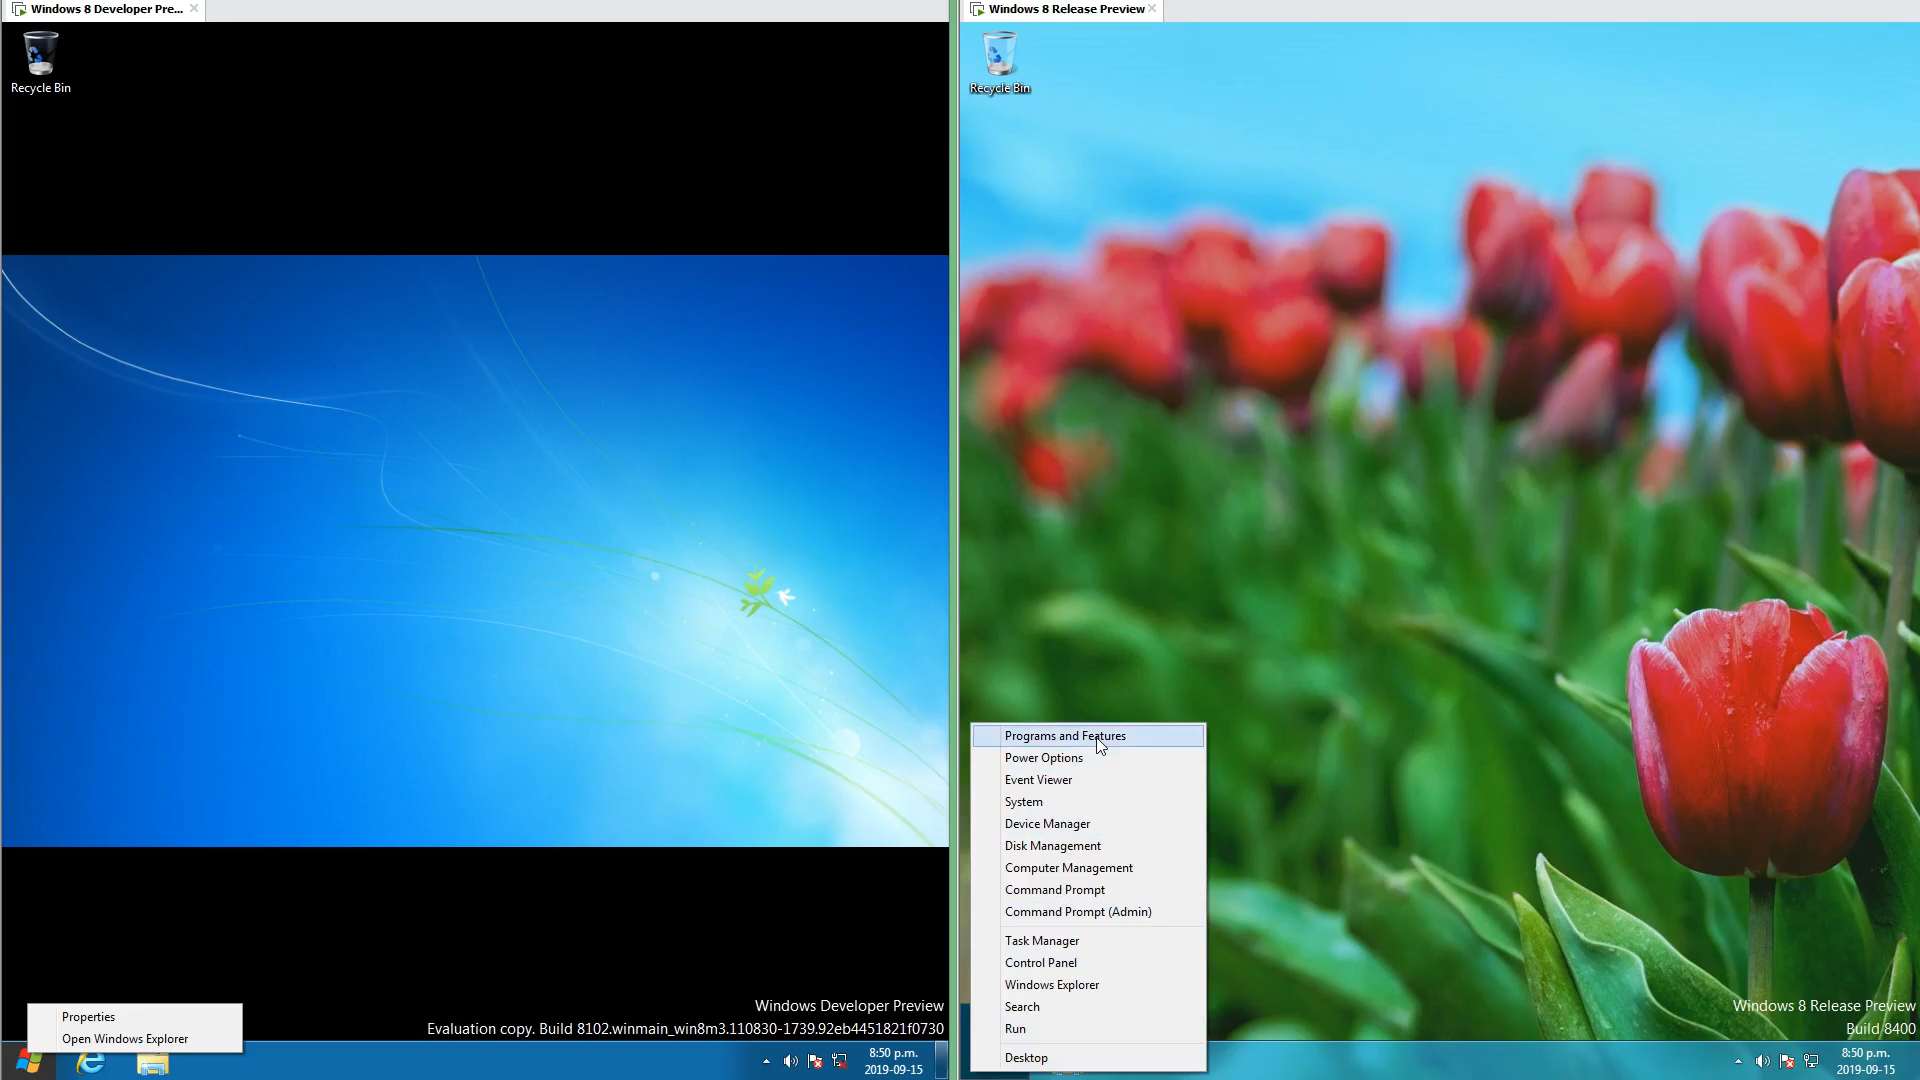 Windows 8 Developer Pre...
Recycle Bin
Windows Developer Preview
Evaluation copy. Build 8102.winmain_win8m3.110830-1739.92eb4451821f0730
Properties
Open Windows Explorer
8:50 p.m.
2019-09-15
Windows 8 Release Preview
Recycle Bin
Programs and Features
Power Options
Event Viewer
System
Device Manager
Disk Management
Computer Management
Command Prompt
Command Prompt (Admin)
Task Manager
Control Panel
Windows Explorer
Search
Run
Desktop
Windows 8 Release Preview
Build 8400
8:50 p.m.
2019-09-15